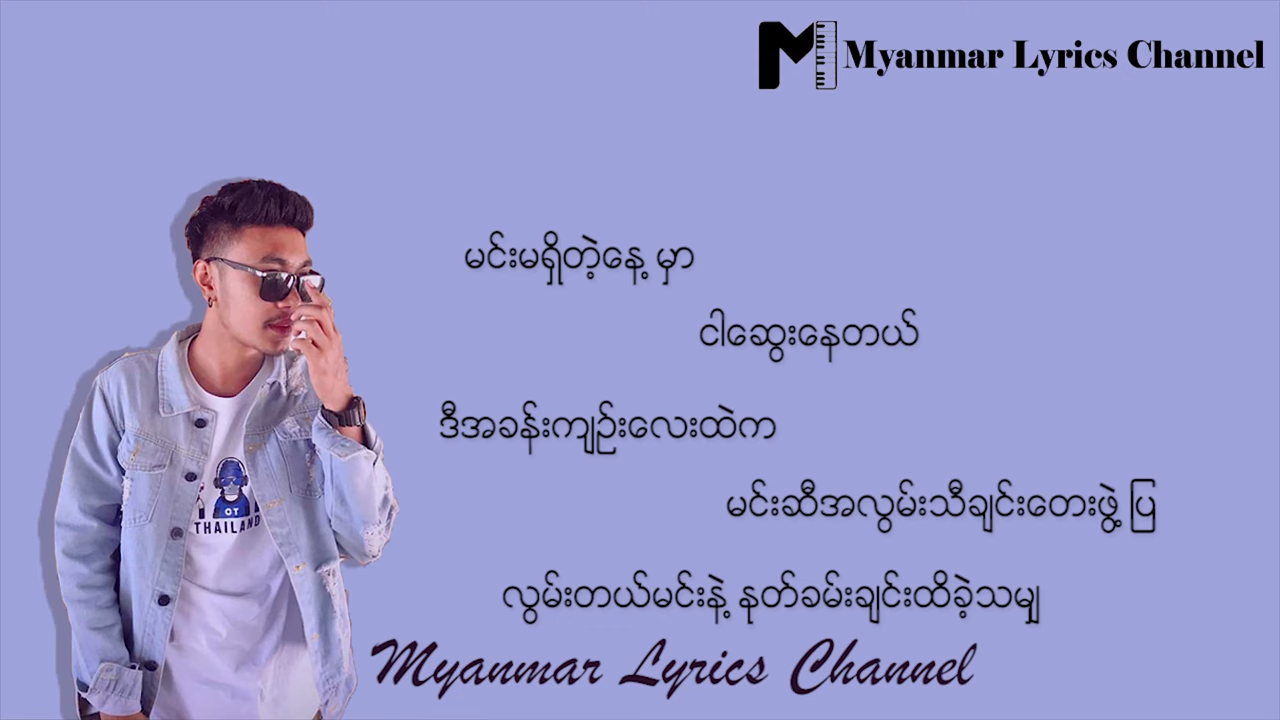 Myanmar Lyrics Channel
မင်းမရှိတဲ့နေ့ မှာ
ငါဆွေးနေတယ်
ဒီအခန်းကျဉ်းလေးထဲက
မင်းဆီအလွမ်းသီချင်းတေးဖွဲ့ ပြ
လွမ်းတယ်မင်းနဲ့ နုတ်ခမ်းချင်းထိခဲ့သမျှ
OT
THAILAND
Myanmar Lyrics Channel